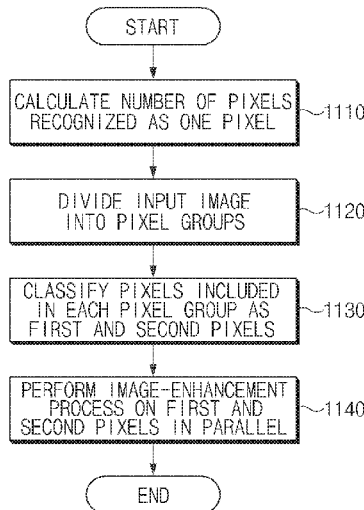 START
CALCULATE NUMBER OF PIXELS
RECOGNIZED AS ONE PIXEL
1110
DIVIDE INPUT IMAGE
INTO PIXEL GROUPS
1120
CLASSIFY PIXELS INCLUDED
IN EACH PIXEL GROUP AS
FIRST AND SECOND PIXELS
1130
PERFORM IMAGE-ENHANCEMENT
PROCESS ON FIRST AND
SECOND PIXELS IN PARALLEL
1140
END